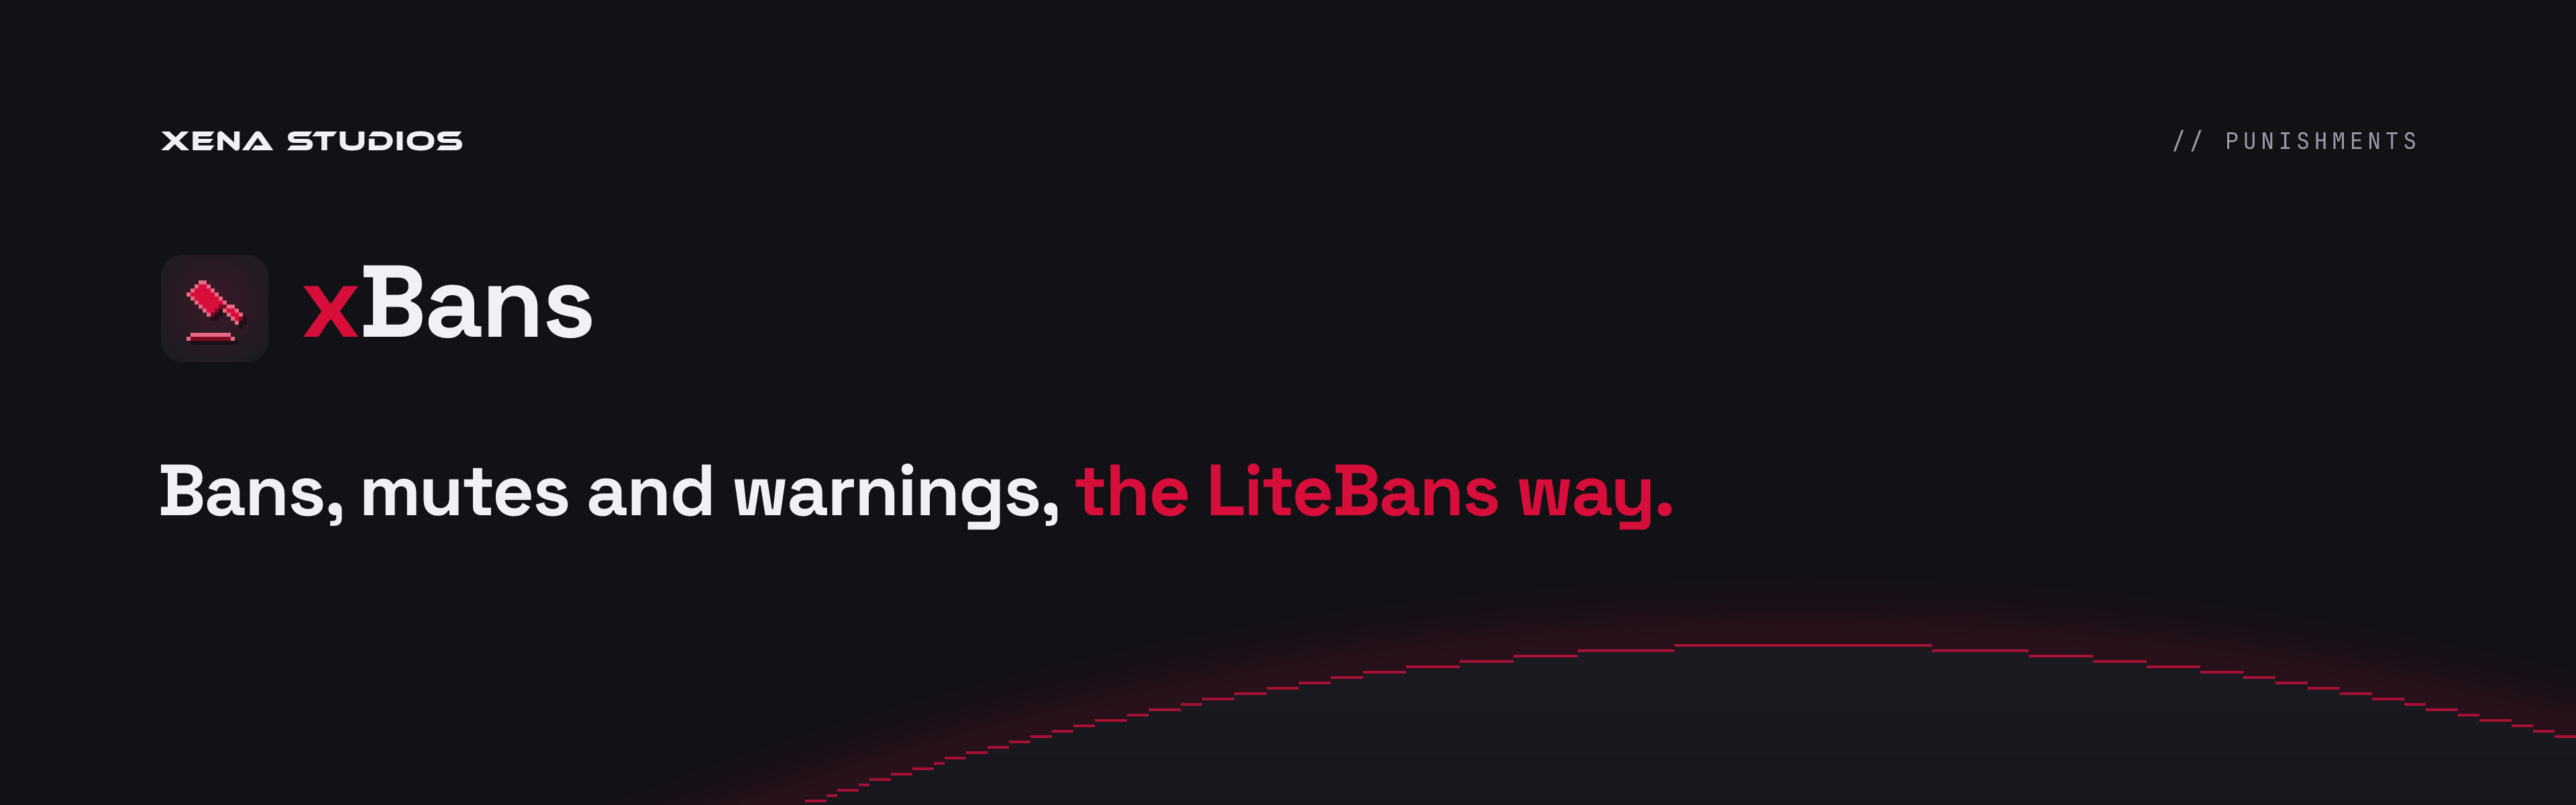 XENA STUDIOS
// PUNISHMENTS
xBans
Bans, mutes and warnings, the LiteBans way.